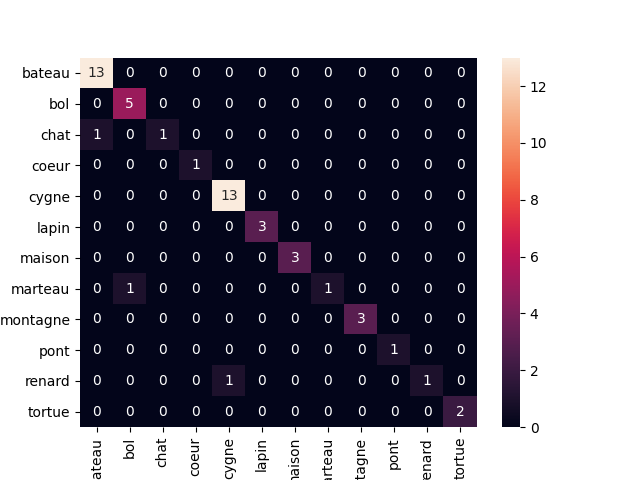 bateau 13 0 0 0 0 0 0 0 0 0 0 0
bol 0 5 0 0 0 0 0 0 0 0 0 0
chat 1 0 1 0 0 0 0 0 0 0 0 0
coeur 0 0 0 1 0 0 0 0 0 0 0 0
cygne 0 0 0 0 13 0 0 0 0 0 0 0
lapin 0 0 0 0 0 3 0 0 0 0 0 0
maison 0 0 0 0 0 0 3 0 0 0 0 0
marteau 0 1 0 0 0 0 0 1 0 0 0 0
montagne 0 0 0 0 0 0 0 0 3 0 0 0
pont 0 0 0 0 0 0 0 0 0 1 0 0
renard 0 0 0 0 1 0 0 0 0 0 1 0
tortue 0 0 0 0 0 0 0 0 0 0 0 2
ateau
bol
chat
coeur
cygne
lapin
naison
arteau
tagne
pont
enard
tortue
12
10
8
6
4
2
0